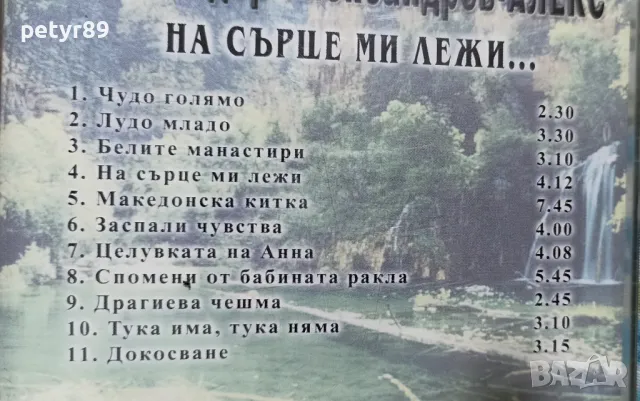 petyr89
АЛЕКС
НА СЪРЦЕ МИ ЛЕЖИ...
1. Чудо голямо 2.30
2. Лудо младо 3.30
3. Белите манастири 3.10
4. На сърце ми лежи 4.12
5. Македонска китка 7.45
6. Заспали чувства 4.00
7. Целувката на Анна 4.08
8. Спомени от бабината ракла 5.45
9. Драгиева чешма 2.45
10. Тука има, тука няма 3.10
11. Докосване 3.15
BAZAR